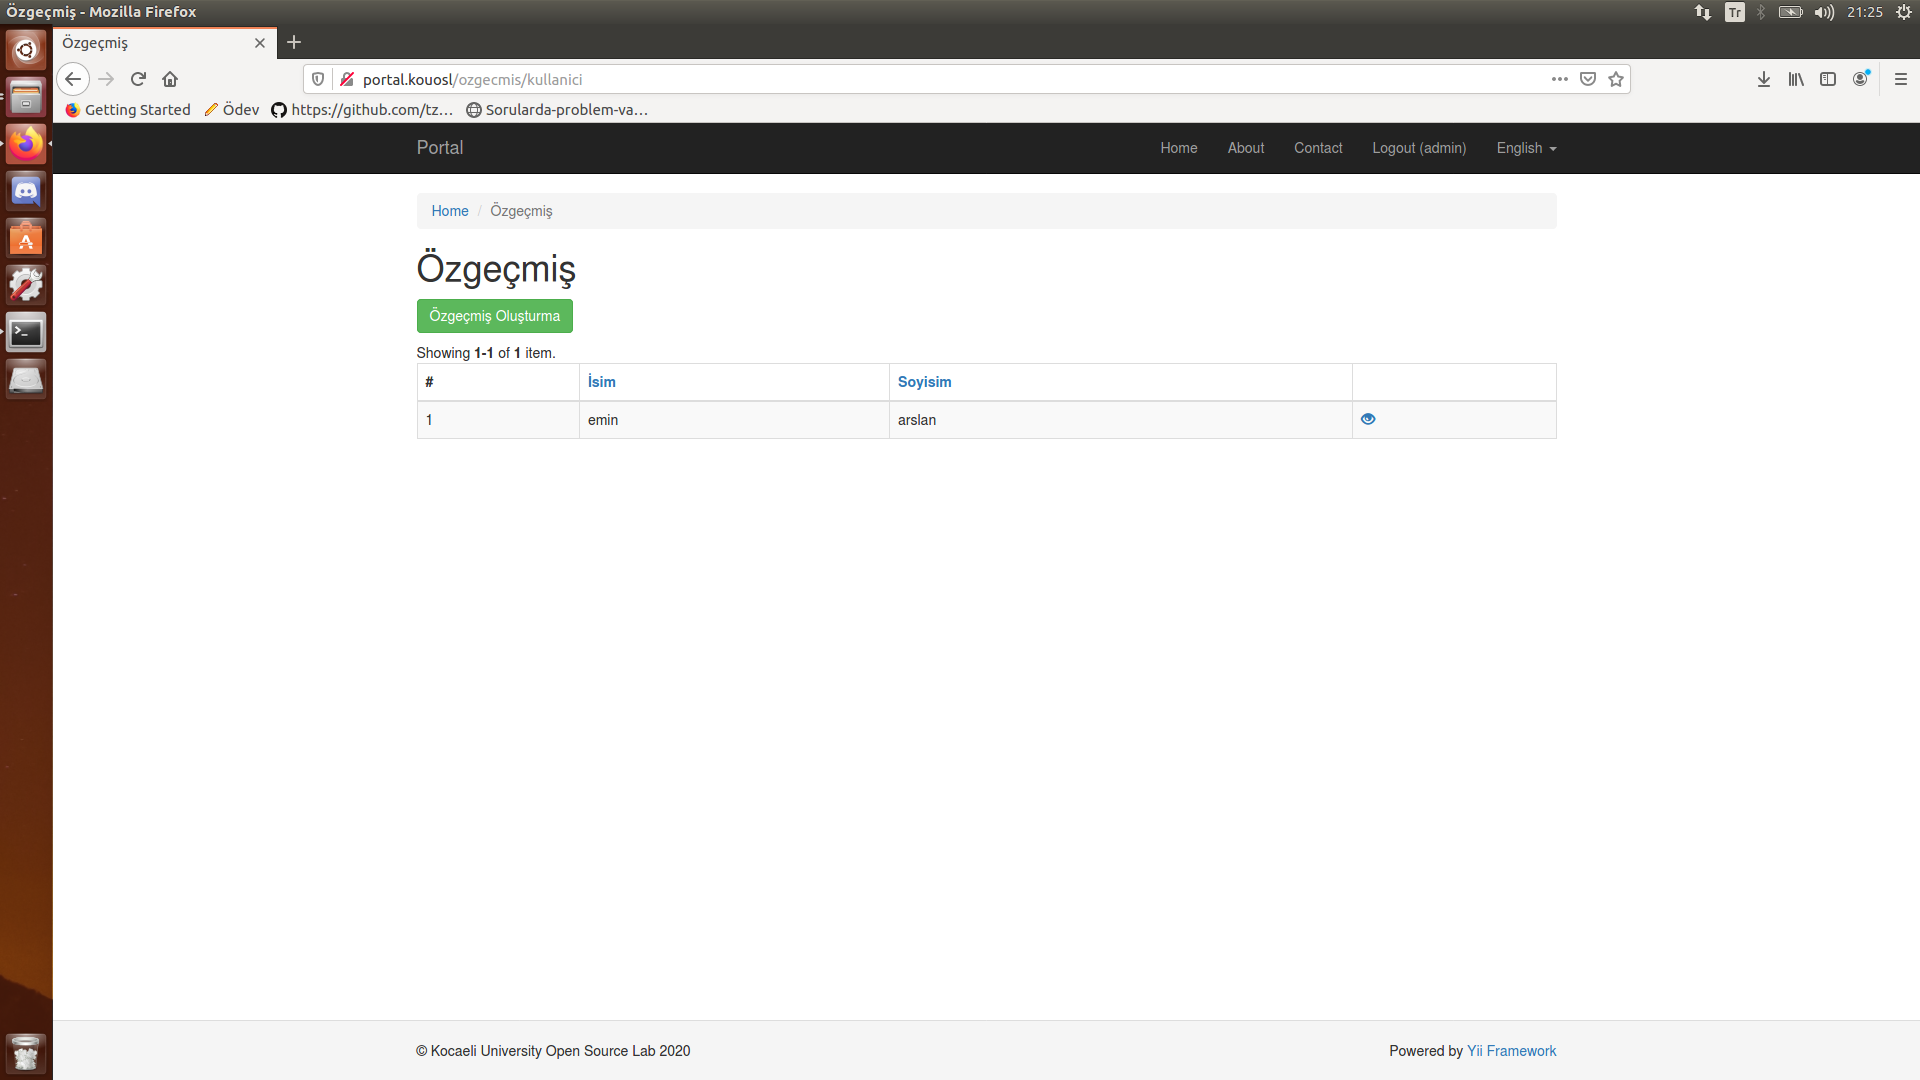 Özgeçmiş - Mozilla Firefox
Tr
21:25
Özgeçmiş
portal.kouosl/ozgecmis/kullanici
Getting Started Ödev https://github.com/tz... Sorularda-problem-va...
Portal Home About Contact Logout (admin) English
Home / Özgeçmiş
Özgeçmiş
Özgeçmiş Oluşturma
Showing 1-1 of 1 item.
# İsim Soyisim
1 emin arslan
© Kocaeli University Open Source Lab 2020 Powered by Yii Framework